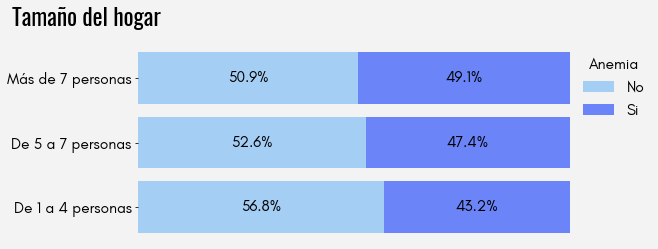 Tamaño del hogar
Anemia
No
Si
Más de 7 personas 50.9% 49.1%
De 5 a 7 personas 52.6% 47.4%
De 1 a 4 personas 56.8% 43.2%